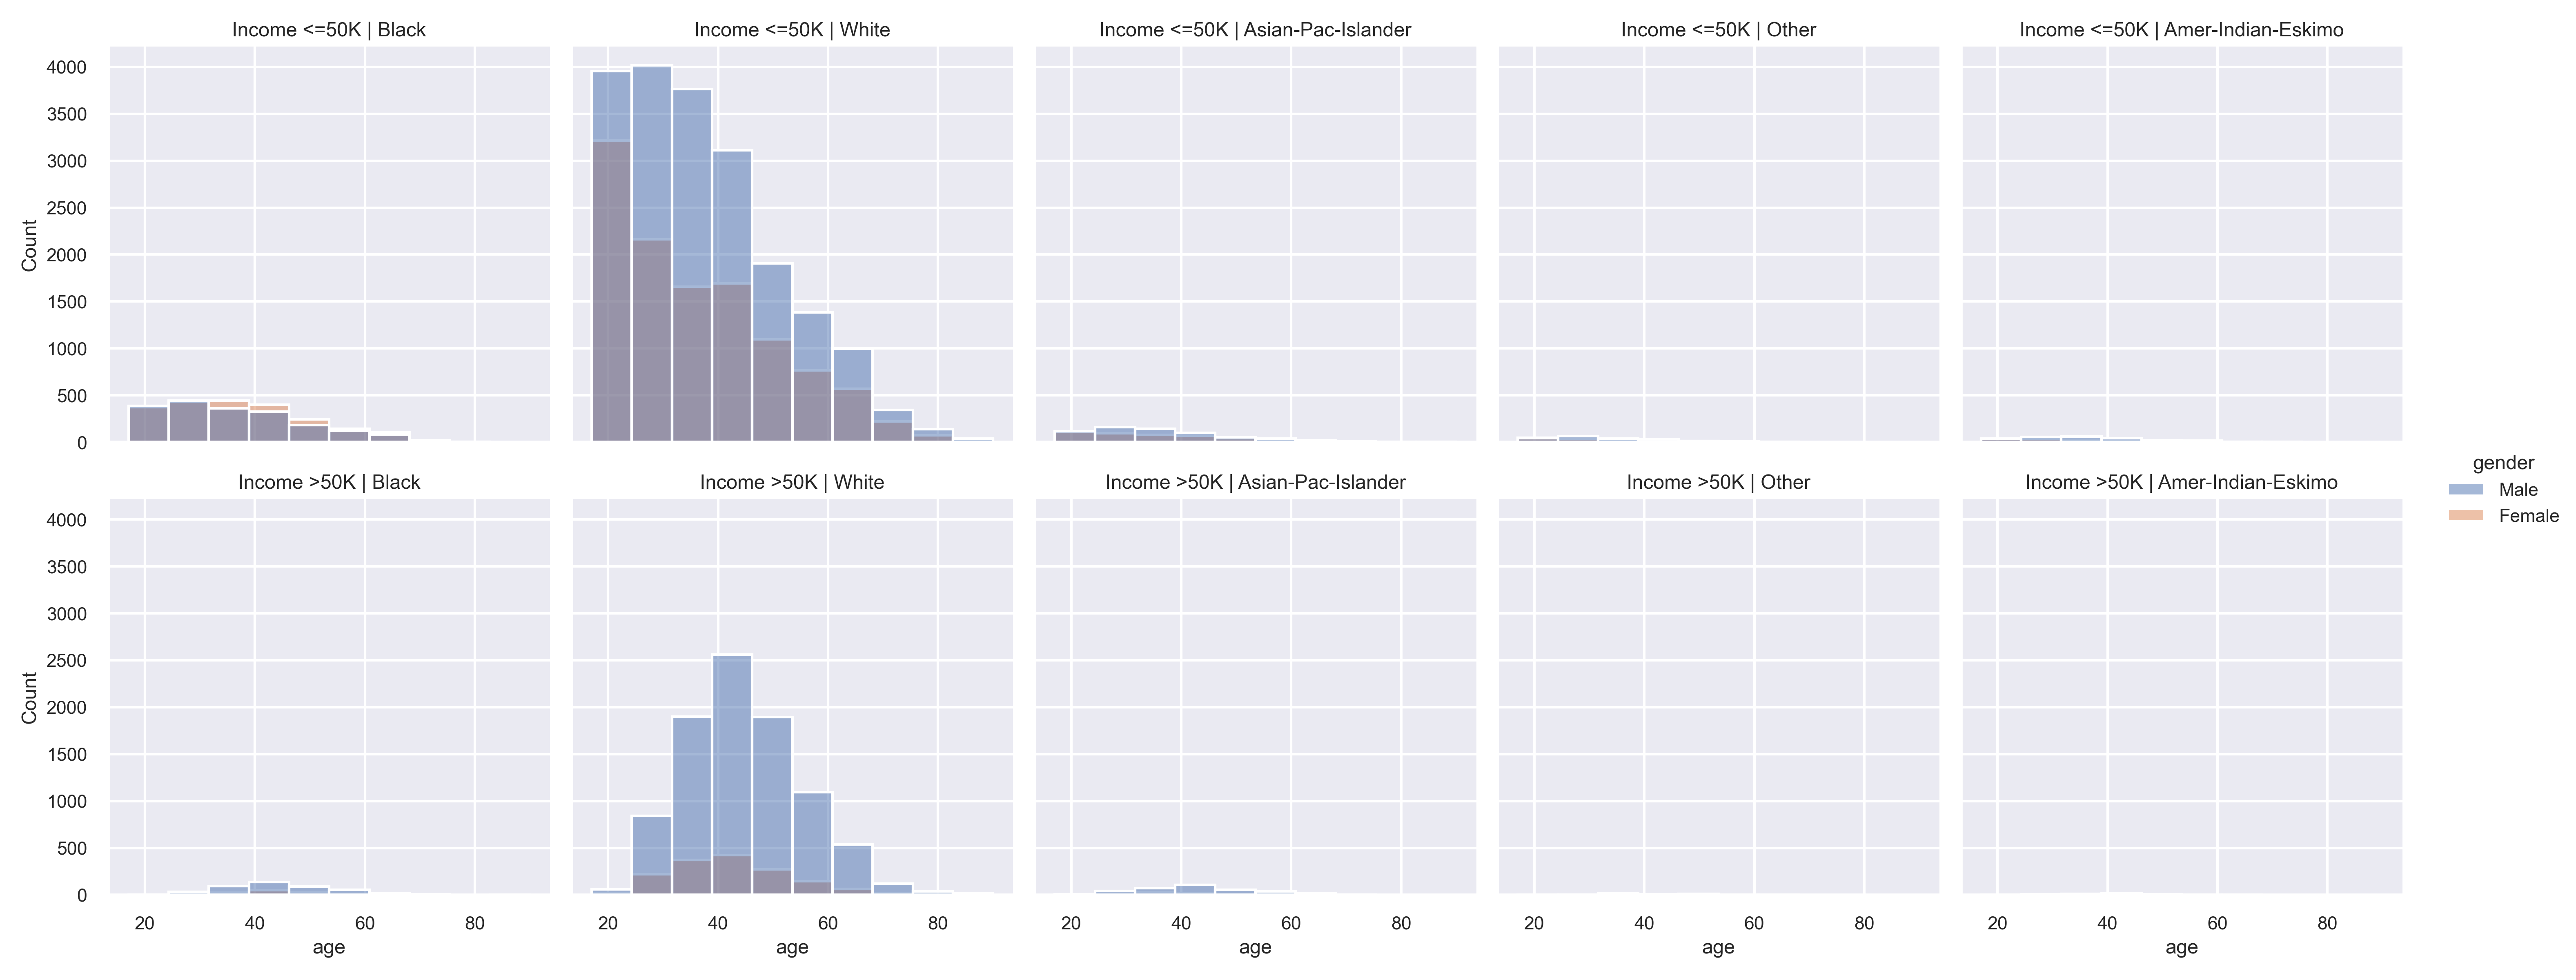 Income <=50K | Black
Income <=50K | White
Income <=50K | Asian-Pac-Islander
Income <=50K | Other
Income <=50K | Amer-Indian-Eskimo
4000
3500
3000
2500
2000
1500
1000
500
0
Count
Income >50K | Black
Income >50K | White
Income >50K | Asian-Pac-Islander
Income >50K | Other
Income >50K | Amer-Indian-Eskimo
4000
3500
3000
2500
2000
1500
1000
500
0
Count
20 40 60 80
20 40 60 80
20 40 60 80
20 40 60 80
20 40 60 80
age
age
age
age
age
gender
Male
Female